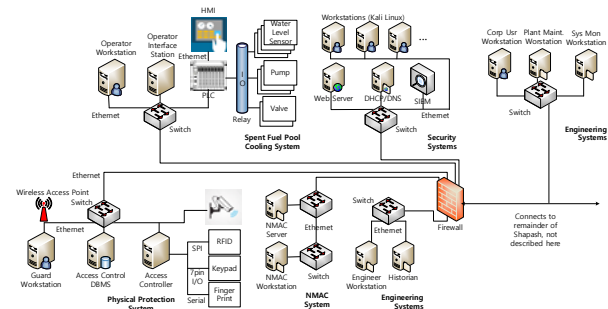 HMI
Operator
Workstation
Operator
Interface
Station
Ethernet
PLC
I
O
Relay
Water
Level
Sensor
Pump
Valve
Ethernet
Switch
Spent Fuel Pool
Cooling System
Workstations (Kali Linux)
...
Web Server
DHCP/DNS
SIEM
Switch
Ethernet
Security
Systems
Corp Usr
Workstation
Plant Maint.
Worstation
Sys Mon
Workstation
Switch
Engineering
Systems
Ethernet
Wireless Access Point
Switch
Ethernet
Guard
Workstation
Access Control
DBMS
Access
Controller
SPI
7pin
I/O
Serial
RFID
Keypad
Finger
Print
Physical Protection
System
NMAC
Server
Ethernet
NMAC
Workstation
Switch
NMAC
System
Switch
Ethernet
Engineer
Workstation
Historian
Engineering
Systems
Firewall
Connects to
remainder of
Shapash, not
described here